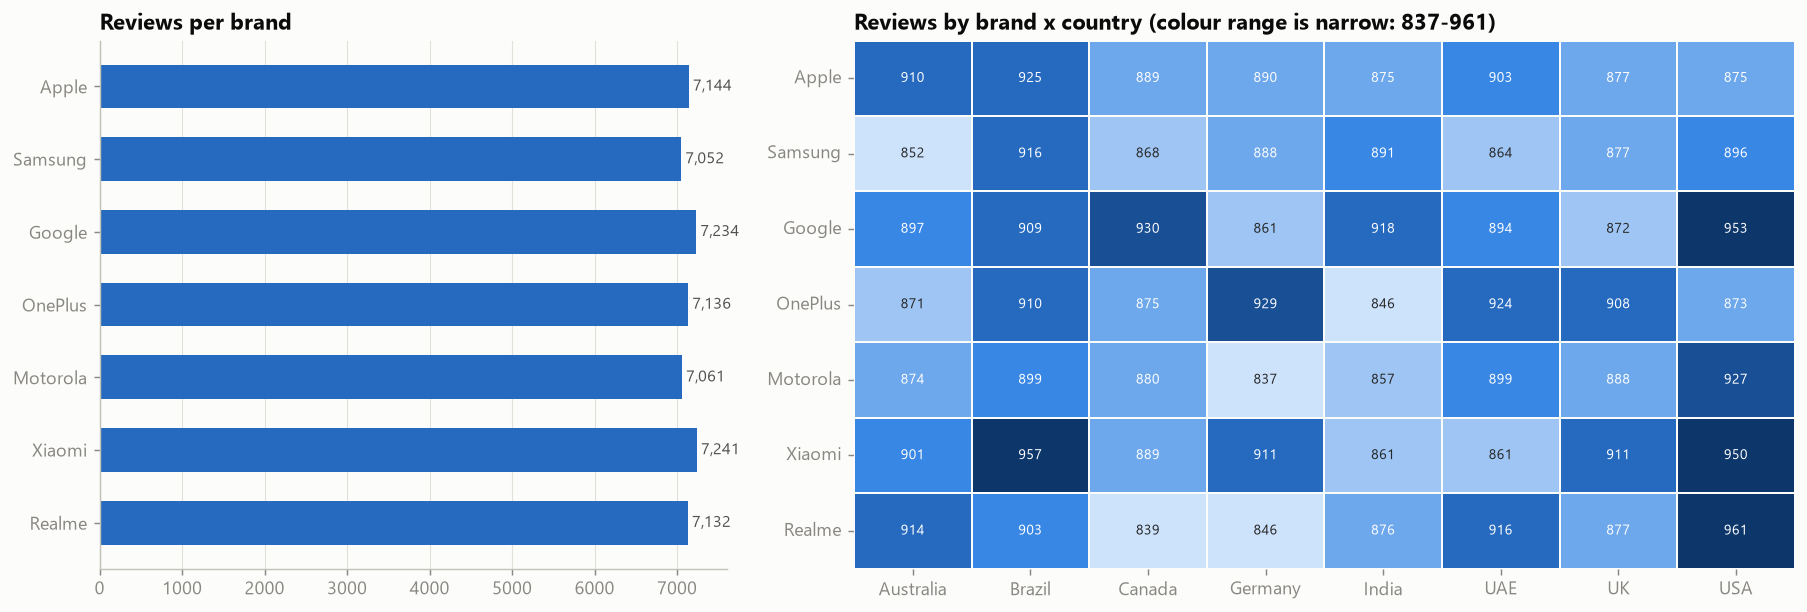 Reviews per brand
Apple 7,144
Samsung 7,052
Google 7,234
OnePlus 7,136
Motorola 7,061
Xiaomi 7,241
Realme 7,132
0 1000 2000 3000 4000 5000 6000 7000
Reviews by brand x country (colour range is narrow: 837-961)
Apple 910 925 889 890 875 903 877 875
Samsung 852 916 868 888 891 864 877 896
Google 897 909 930 861 918 894 872 953
OnePlus 871 910 875 929 846 924 908 873
Motorola 874 899 880 837 857 899 888 927
Xiaomi 901 957 889 911 861 861 911 950
Realme 914 903 839 846 876 916 877 961
Australia Brazil Canada Germany India UAE UK USA